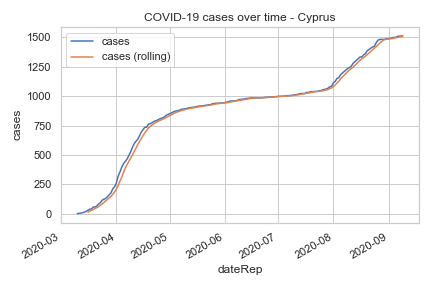 COVID-19 cases over time - Cyprus
cases
cases (rolling)
1500
1250
1000
750
500
250
0
cases
2020-03
2020-04
2020-05
2020-06
2020-07
2020-08
2020-09
dateRep